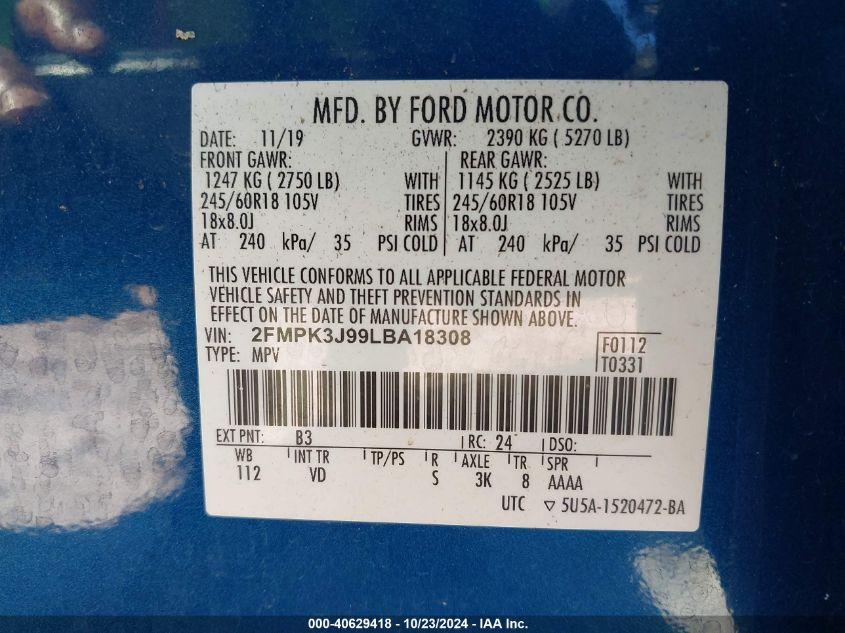 MFD. BY FORD MOTOR CO.
DATE: 11/19 GVWR: 2390 KG ( 5270 LB)
FRONT GAWR: REAR GAWR:
1247 KG ( 2750 LB) WITH 1145 KG ( 2525 LB) WITH
245/60R18 105V TIRES 245/60R18 105V TIRES
18x8.0J RIMS 18x8.0J RIMS
AT 240 kPa/ 35 PSI COLD AT 240 kPa/ 35 PSI COLD
THIS VEHICLE CONFORMS TO ALL APPLICABLE FEDERAL MOTOR
VEHICLE SAFETY AND THEFT PREVENTION STANDARDS IN
EFFECT ON THE DATE OF MANUFACTURE SHOWN ABOVE.
VIN: 2FMPK3J99LBA18308 F0112
TYPE: MPV T0331
EXT PNT: B3 RC: 24 DSO:
WB INT TR TP/PS R AXLE TR SPR
112 VD S 3K 8 AAAA
UTC ▽ 5U5A-1520472-BA
000-40629418 - 10/23/2024 - IAA Inc.